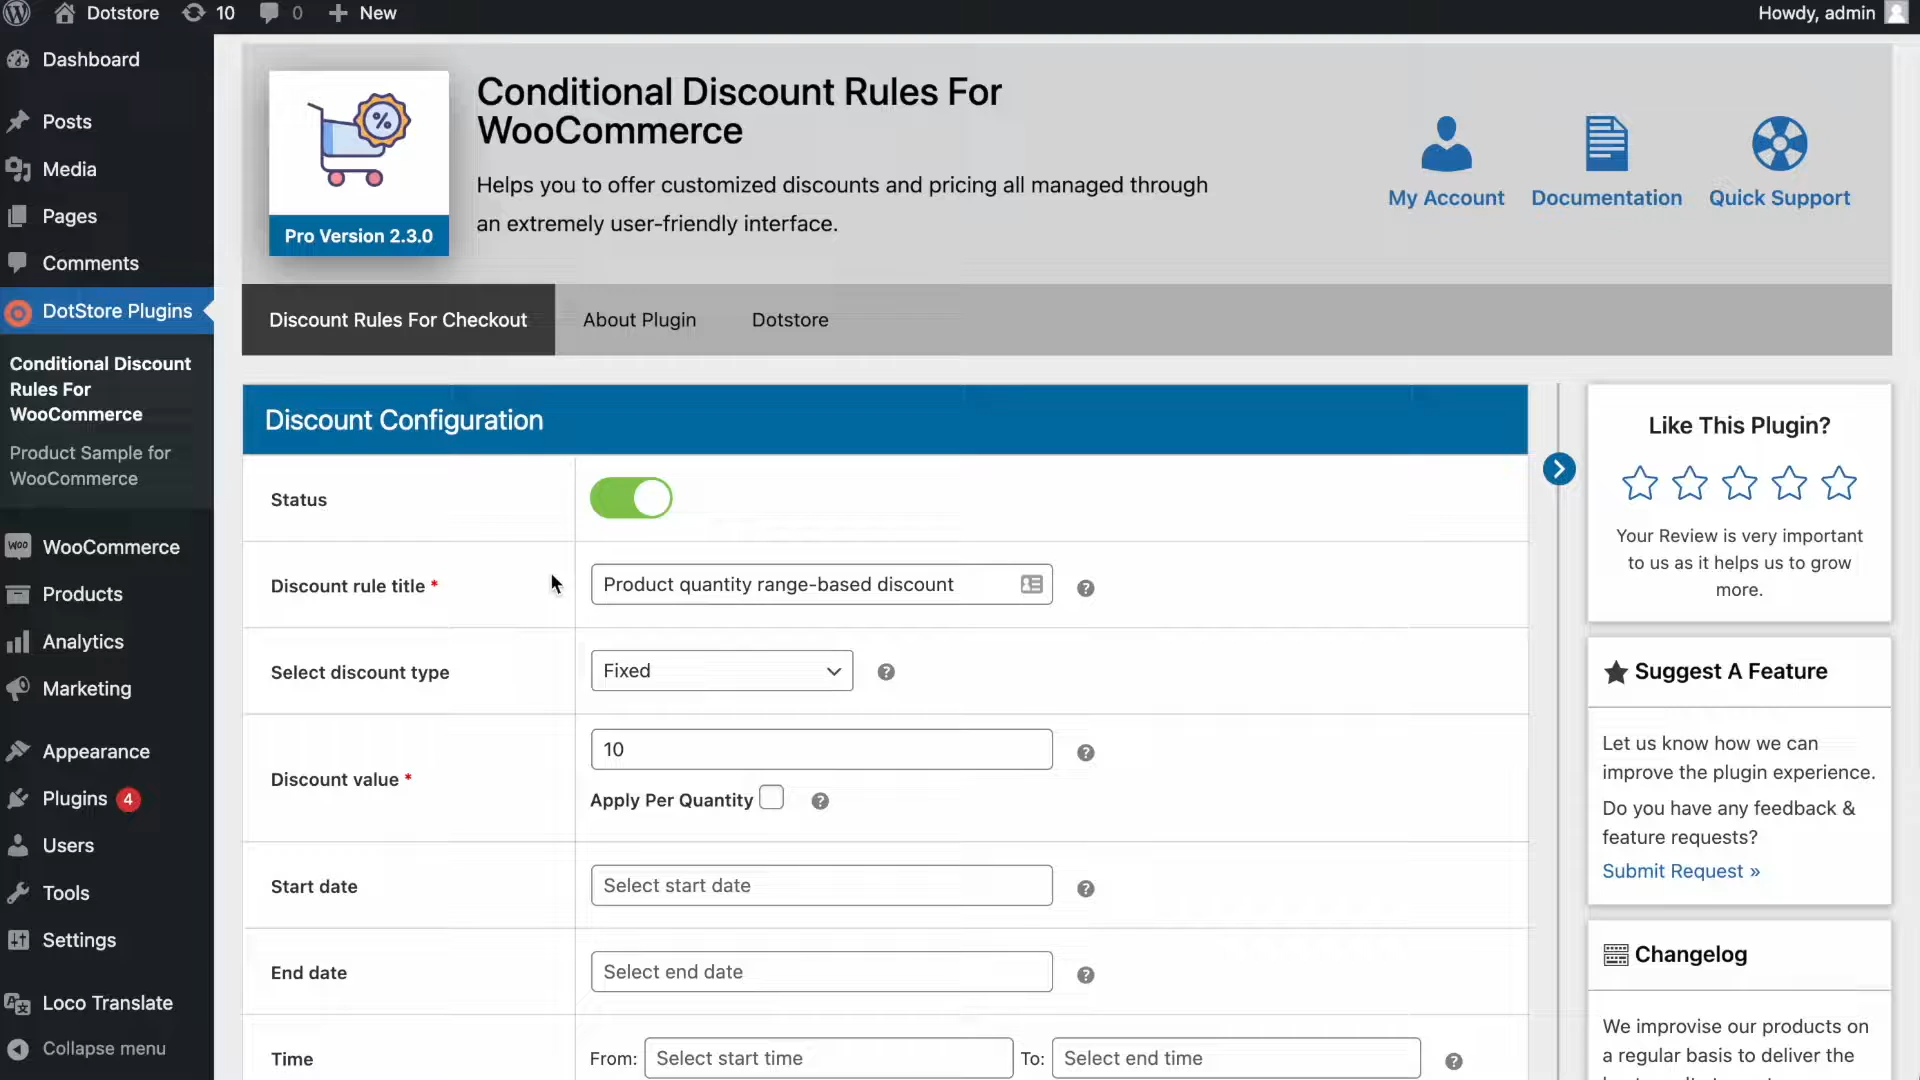 Dotstore
10
0
New
Howdy, admin
Dashboard
Posts
Media
Pages
Comments
DotStore Plugins
Conditional Discount
Rules For
WooCommerce
Product Sample for
WooCommerce
Woo WooCommerce
Products
Analytics
Marketing
Appearance
Plugins 4
Users
Tools
Settings
Loco Translate
Collapse menu
%
Pro Version 2.3.0
Conditional Discount Rules For
WooCommerce
Helps you to offer customized discounts and pricing all managed through
an extremely user-friendly interface.
My Account
Documentation
Quick Support
Discount Rules For Checkout
About Plugin
Dotstore
Discount Configuration
Status
Discount rule title *
Product quantity range-based discount
?
Select discount type
Fixed
?
Discount value *
10
?
Apply Per Quantity
?
Start date
Select start date
?
End date
Select end date
?
Time
From: Select start time
To: Select end time
?
Like This Plugin?
Your Review is very important
to us as it helps us to grow
more.
Suggest A Feature
Let us know how we can
improve the plugin experience.
Do you have any feedback &
feature requests?
Submit Request »
Changelog
We improvise our products on
a regular basis to deliver the